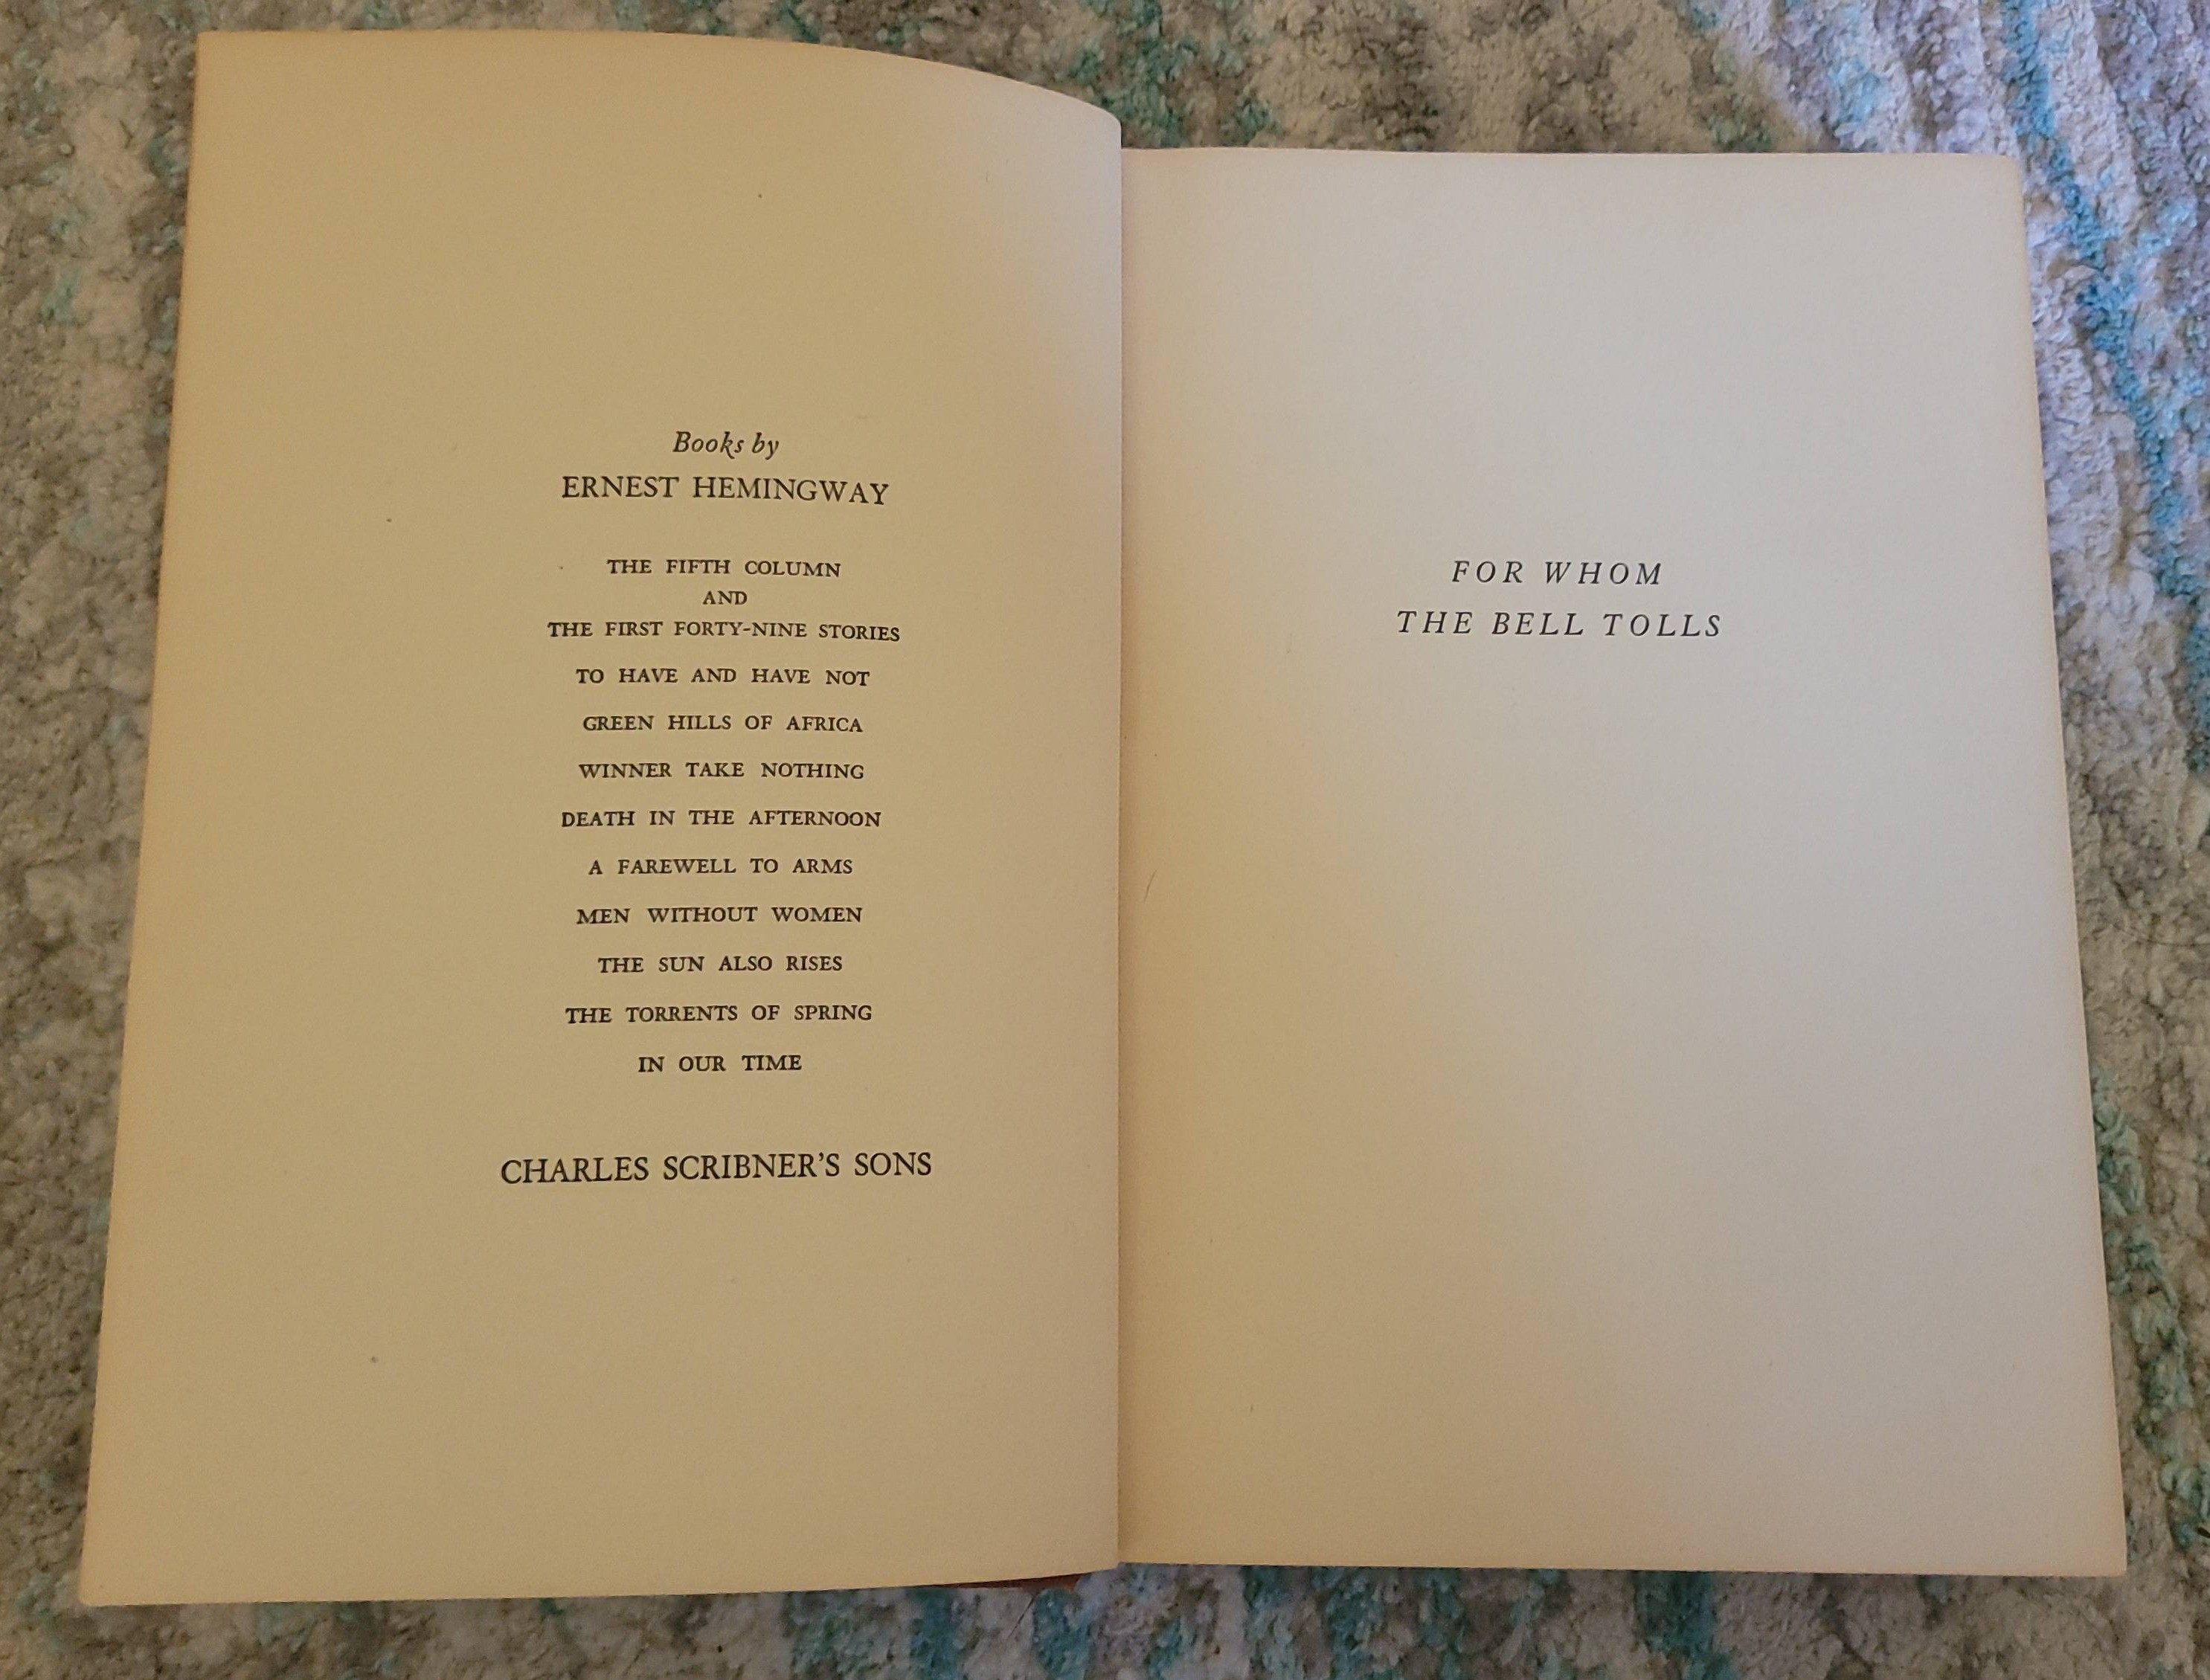 Books by
ERNEST HEMINGWAY
THE FIFTH COLUMN
AND
THE FIRST FORTY-NINE STORIES
TO HAVE AND HAVE NOT
GREEN HILLS OF AFRICA
WINNER TAKE NOTHING
DEATH IN THE AFTERNOON
A FAREWELL TO ARMS
MEN WITHOUT WOMEN
THE SUN ALSO RISES
THE TORRENTS OF SPRING
IN OUR TIME
CHARLES SCRIBNER'S SONS
FOR WHOM
THE BELL TOLLS